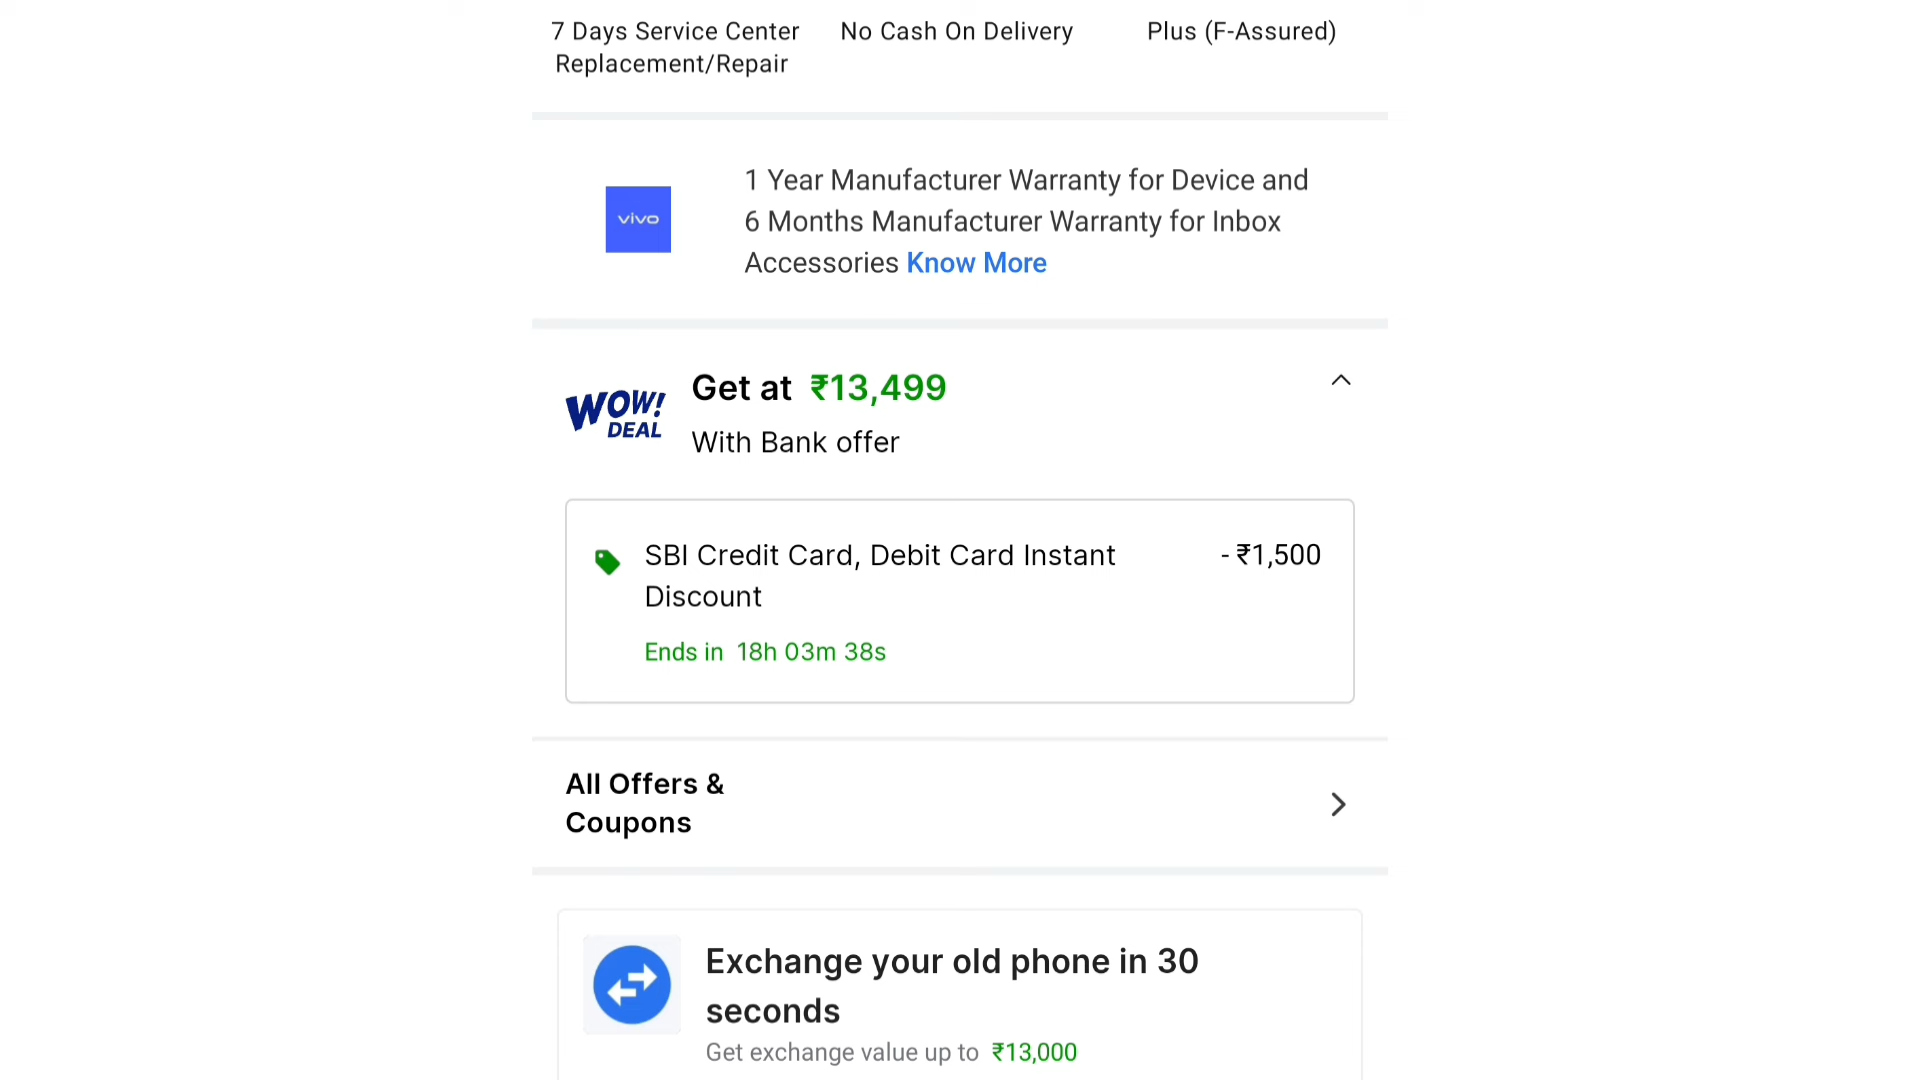 7 Days Service Center
Replacement/Repair
No Cash On Delivery
Plus (F-Assured)
vivo
1 Year Manufacturer Warranty for Device and
6 Months Manufacturer Warranty for Inbox
Accessories Know More
WOW!
DEAL
Get at ₹13,499
With Bank offer
SBI Credit Card, Debit Card Instant
Discount
- ₹1,500
Ends in 18h 03m 38s
All Offers &
Coupons
Exchange your old phone in 30
seconds
Get exchange value up to ₹13,000